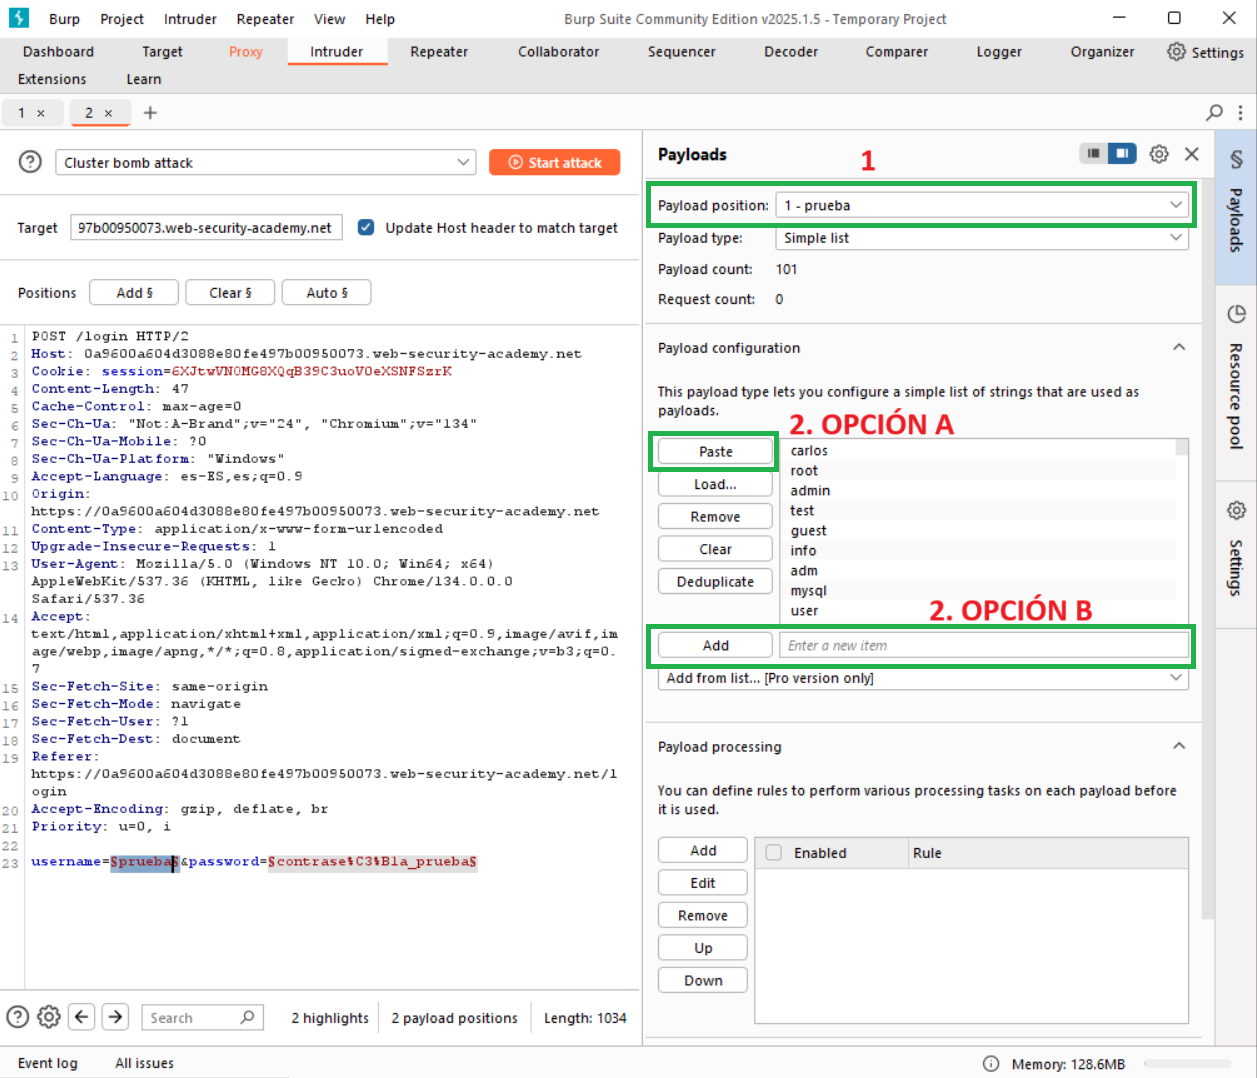 Burp Project Intruder Repeater View Help Burp Suite Community Edition v2025.1.5 - Temporary Project
Dashboard Target Proxy Intruder Repeater Collaborator Sequencer Decoder Comparer Logger Organizer Settings
Extensions Learn
1 × 2 × +
Cluster bomb attack Start attack
Target 97b00950073.web-security-academy.net Update Host header to match target
Positions Add § Clear § Auto §
1 POST /login HTTP/2
2 Host: 0a9600a604d3088e80fe497b00950073.web-security-academy.net
3 Cookie: session=6XJtwVN0MG8XQqB39C3uoV0eXSNFSzrK
4 Content-Length: 47
5 Cache-Control: max-age=0
6 Sec-Ch-Ua: "Not:A-Brand";v="24", "Chromium";v="134"
7 Sec-Ch-Ua-Mobile: ?0
8 Sec-Ch-Ua-Platform: "Windows"
9 Accept-Language: es-ES,es;q=0.9
10 Origin:
https://0a9600a604d3088e80fe497b00950073.web-security-academy.net
11 Content-Type: application/x-www-form-urlencoded
12 Upgrade-Insecure-Requests: 1
13 User-Agent: Mozilla/5.0 (Windows NT 10.0; Win64; x64)
AppleWebKit/537.36 (KHTML, like Gecko) Chrome/134.0.0.0
Safari/537.36
14 Accept:
text/html,application/xhtml+xml,application/xml;q=0.9,image/avif,im
age/webp,image/apng,*/*;q=0.8,application/signed-exchange;v=b3;q=0.
7
15 Sec-Fetch-Site: same-origin
16 Sec-Fetch-Mode: navigate
17 Sec-Fetch-User: ?1
18 Sec-Fetch-Dest: document
19 Referer:
https://0a9600a604d3088e80fe497b00950073.web-security-academy.net/l
ogin
20 Accept-Encoding: gzip, deflate, br
21 Priority: u=0, i
22
23 username=§prueba§&password=§contrase%C3%B1a_prueba§
Search 2 highlights 2 payload positions Length: 1034
Payloads
1
Payload position: 1 - prueba
Payload type: Simple list
Payload count: 101
Request count: 0
Payload configuration
This payload type lets you configure a simple list of strings that are used as
payloads.
2. OPCIÓN A
Paste
Load...
Remove
Clear
Deduplicate
carlos
root
admin
test
guest
info
adm
mysql
user
2. OPCIÓN B
Add Enter a new item
Add from list... [Pro version only]
Payload processing
You can define rules to perform various processing tasks on each payload before
it is used.
Add
Edit
Remove
Up
Down
Enabled Rule
§ Payloads
Resource pool
Settings
Event log All issues Memory: 128.6MB